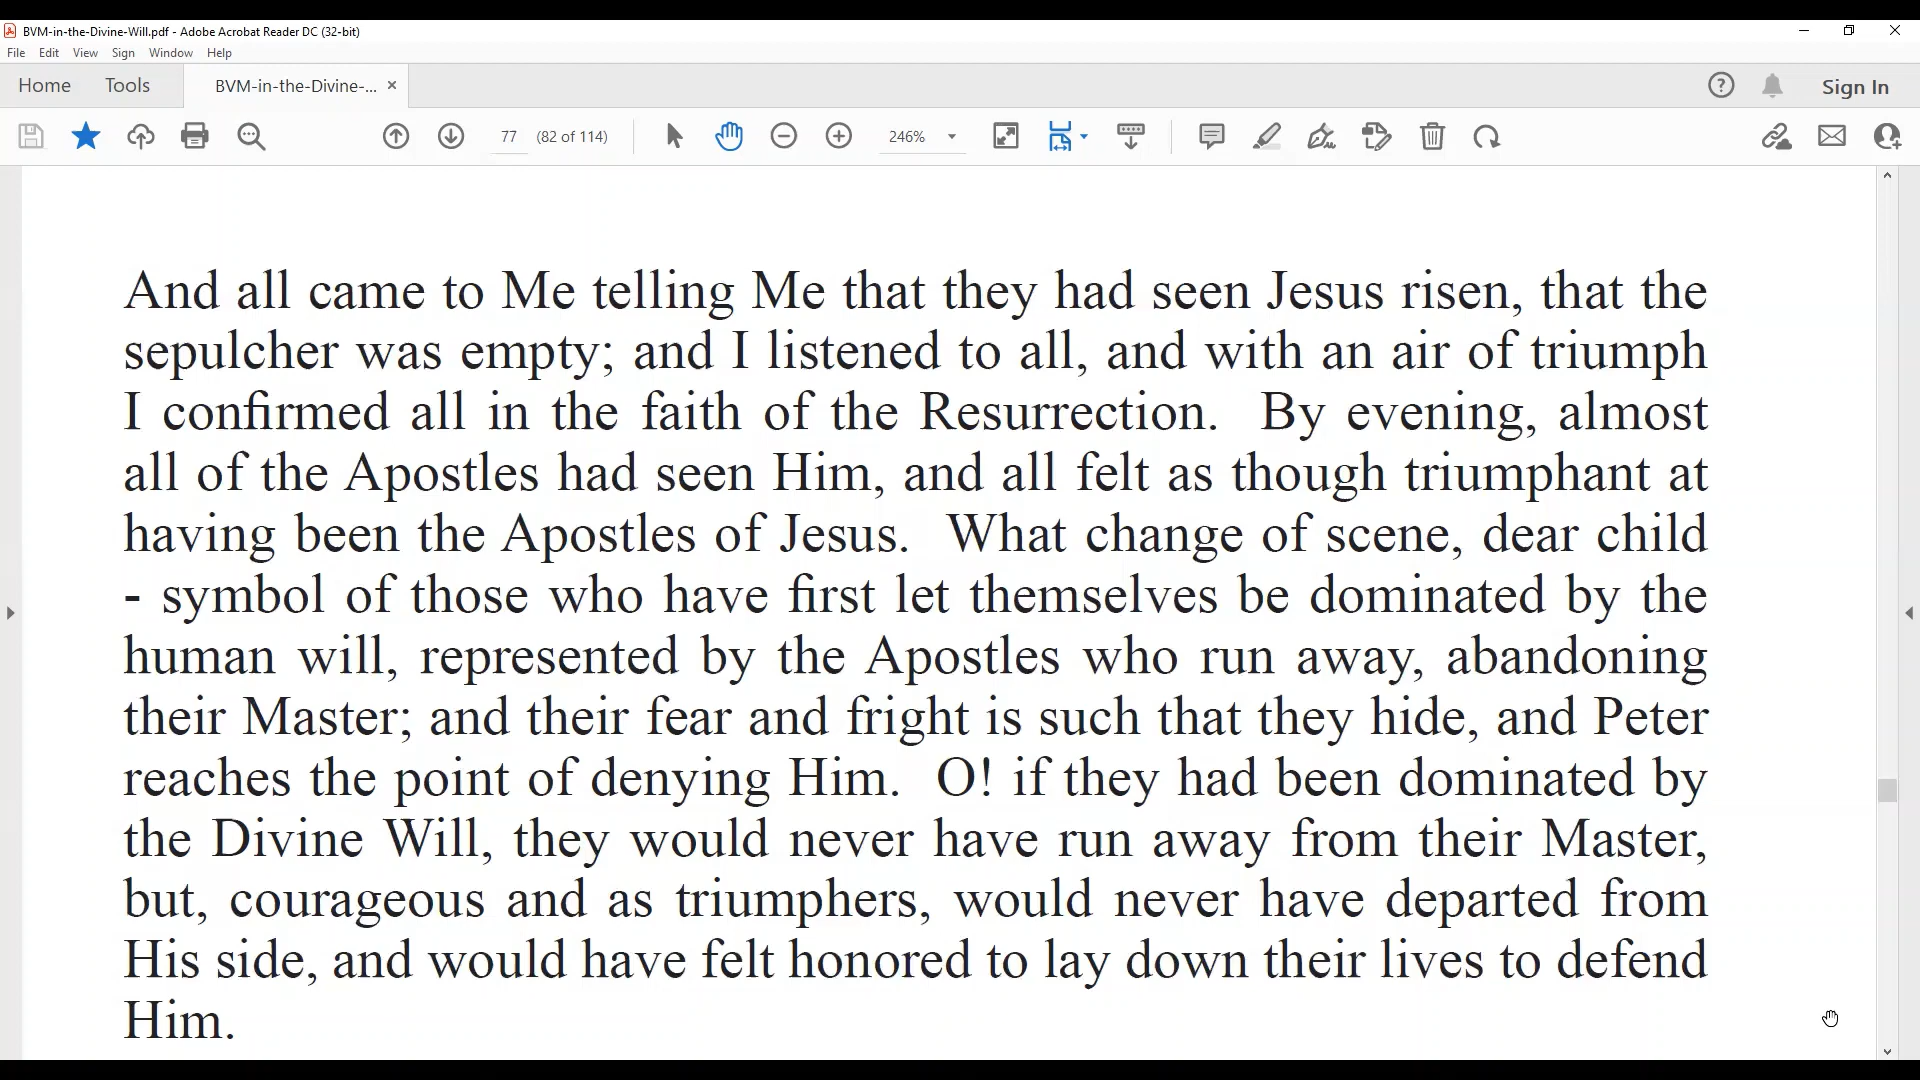 BVM-in-the-Divine-Will.pdf - Adobe Acrobat Reader DC (32-bit)
File Edit View Sign Window Help
Home Tools BVM-in-the-Divine-... × Sign In
77 (82 of 114) 246%
And all came to Me telling Me that they had seen Jesus risen, that the
sepulcher was empty; and I listened to all, and with an air of triumph
I confirmed all in the faith of the Resurrection. By evening, almost
all of the Apostles had seen Him, and all felt as though triumphant at
having been the Apostles of Jesus. What change of scene, dear child
- symbol of those who have first let themselves be dominated by the
human will, represented by the Apostles who run away, abandoning
their Master; and their fear and fright is such that they hide, and Peter
reaches the point of denying Him. O! if they had been dominated by
the Divine Will, they would never have run away from their Master,
but, courageous and as triumphers, would never have departed from
His side, and would have felt honored to lay down their lives to defend
Him.